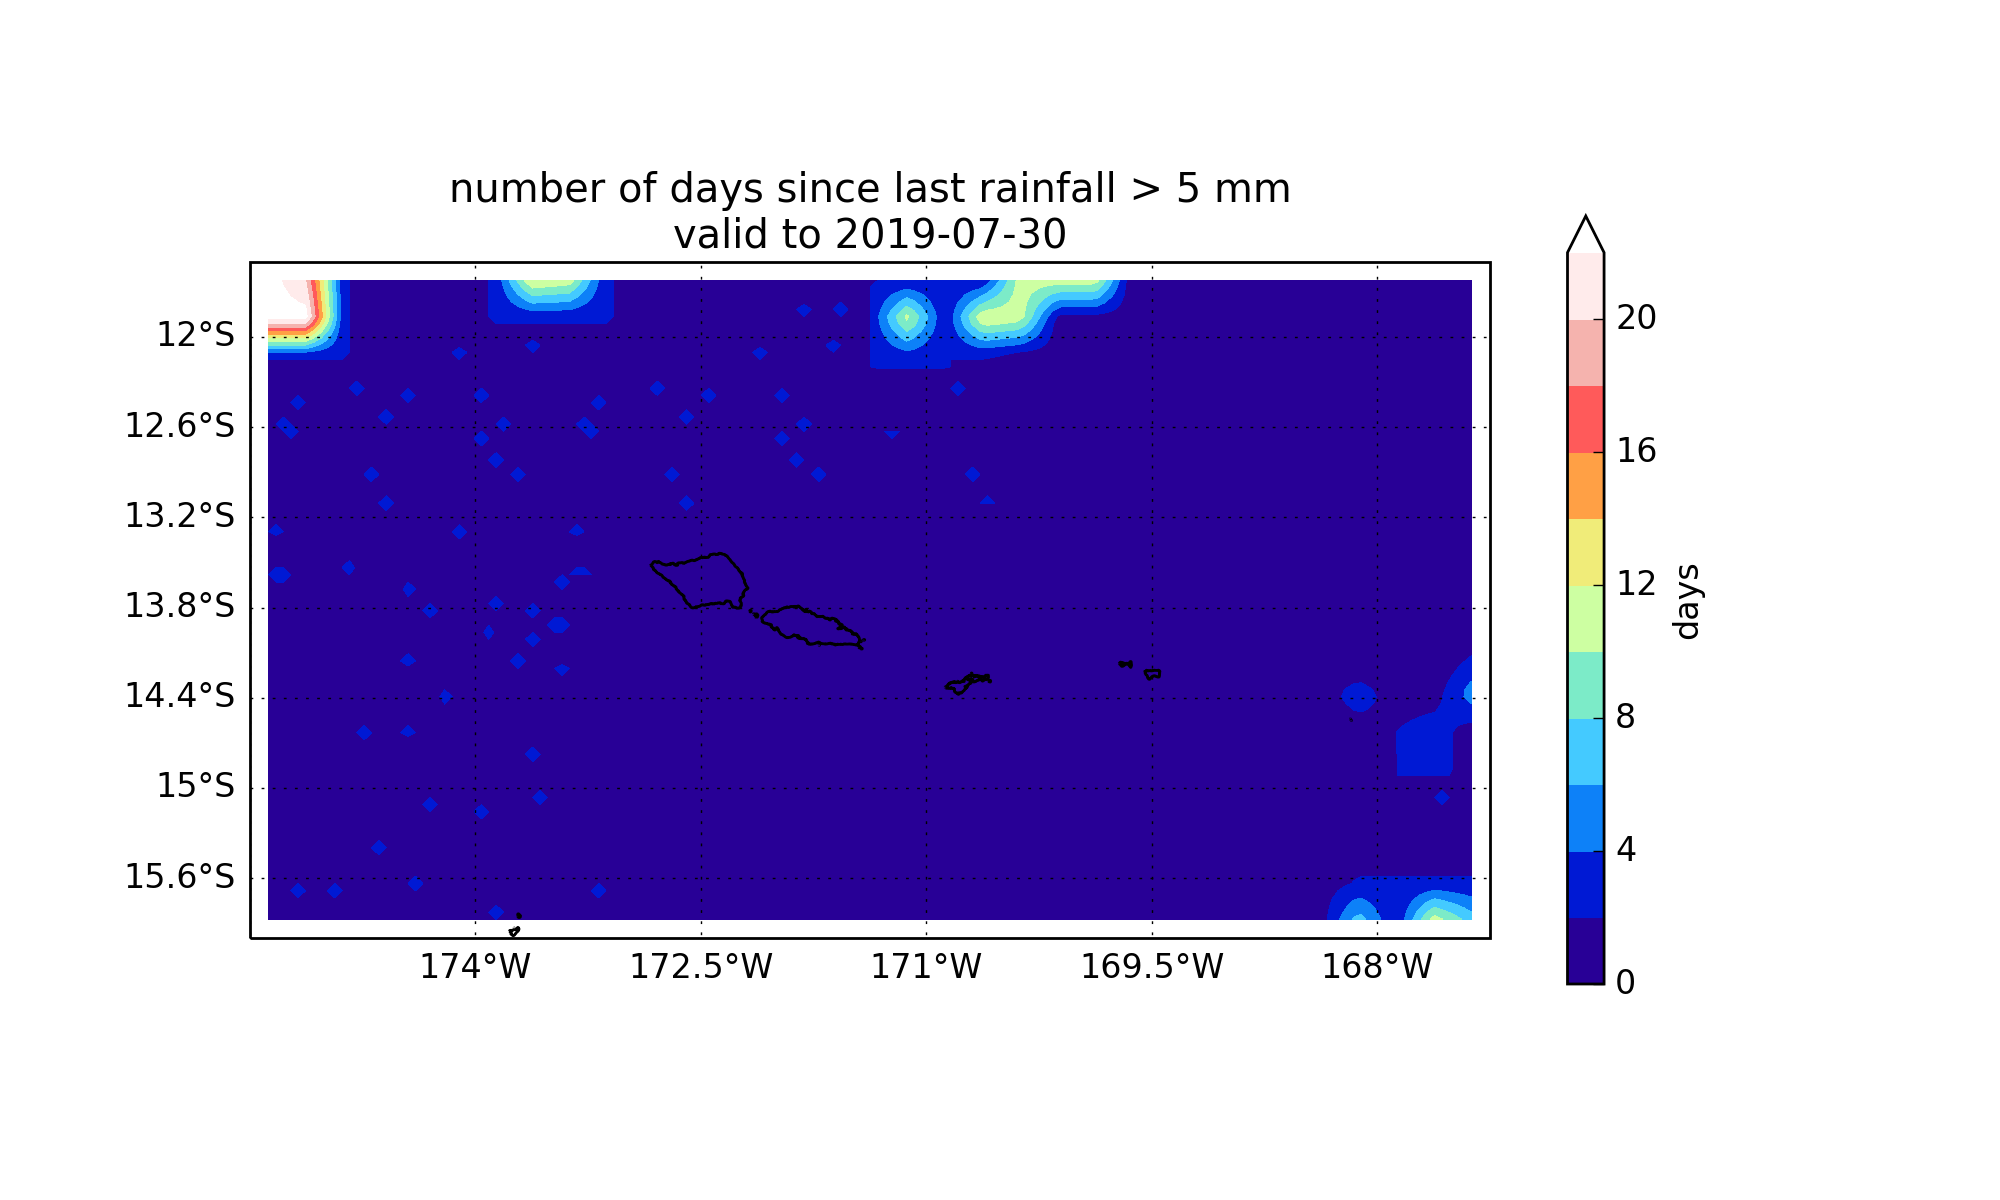 number of days since last rainfall > 5 mm
valid to 2019-07-30
12°S
12.6°S
13.2°S
13.8°S
14.4°S
15°S
15.6°S
174°W 172.5°W 171°W 169.5°W 168°W
20
16
12
8
4
0
days